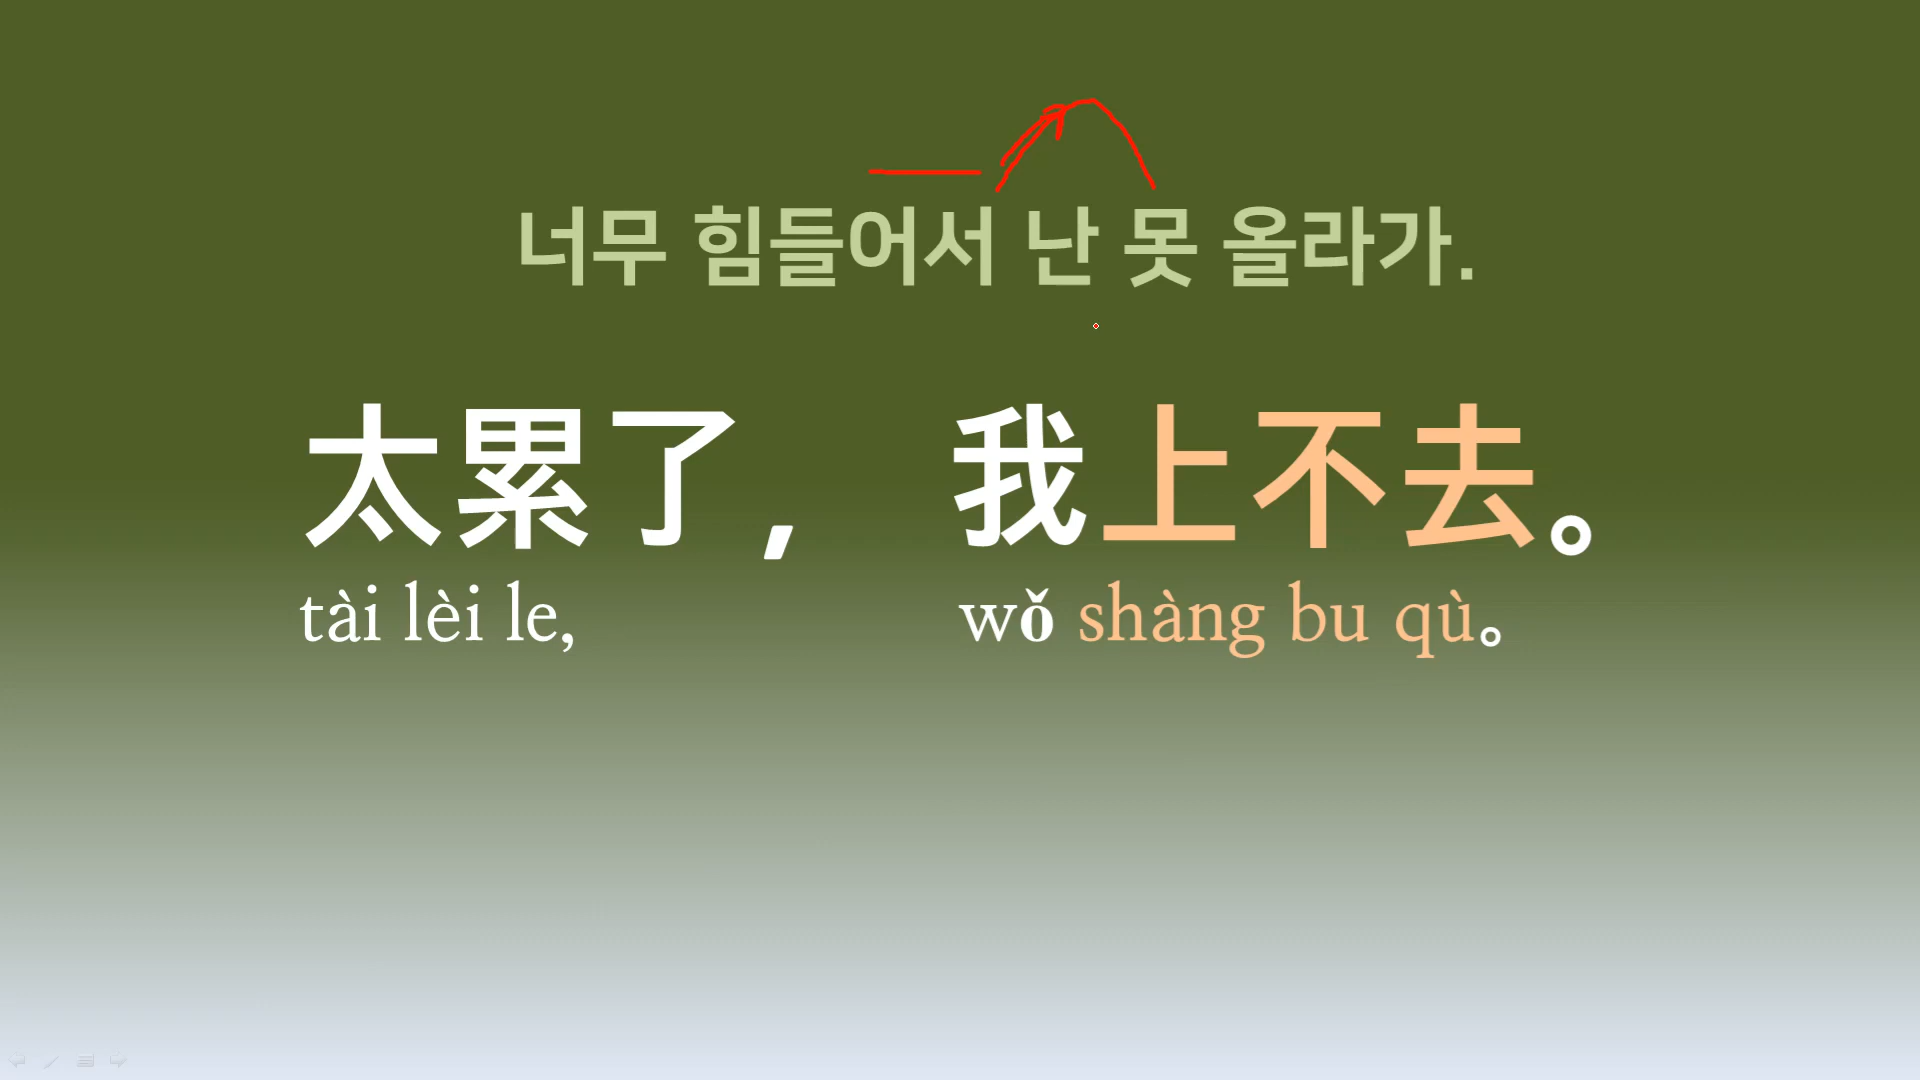 너무 힘들어서 난 못 올라가.
太累了， 我上不去。
tài lèi le, wǒ shàng bu qù。